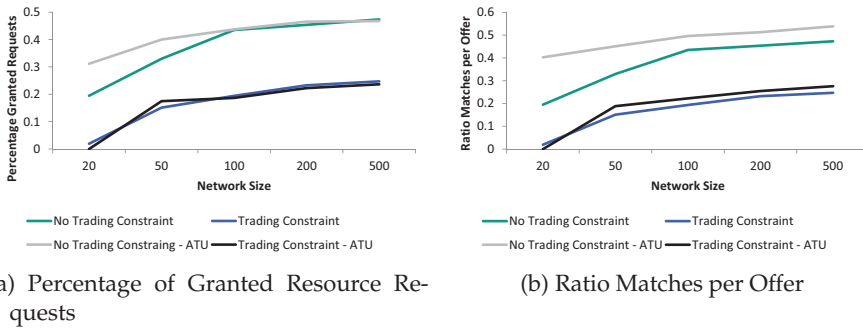 Percentage Granted Requests
0.5
0.4
0.3
0.2
0.1
0
20 50 100 200 500
Network Size
No Trading Constraint Trading Constraint
No Trading Constraing - ATU Trading Constraint - ATU
a) Percentage of Granted Resource Re-
quests
Ratio Matches per Offer
0.6
0.5
0.4
0.3
0.2
0.1
0
20 50 100 200 500
Network Size
No Trading Constraint Trading Constraint
No Trading Constraint - ATU Trading Constraint - ATU
(b) Ratio Matches per Offer